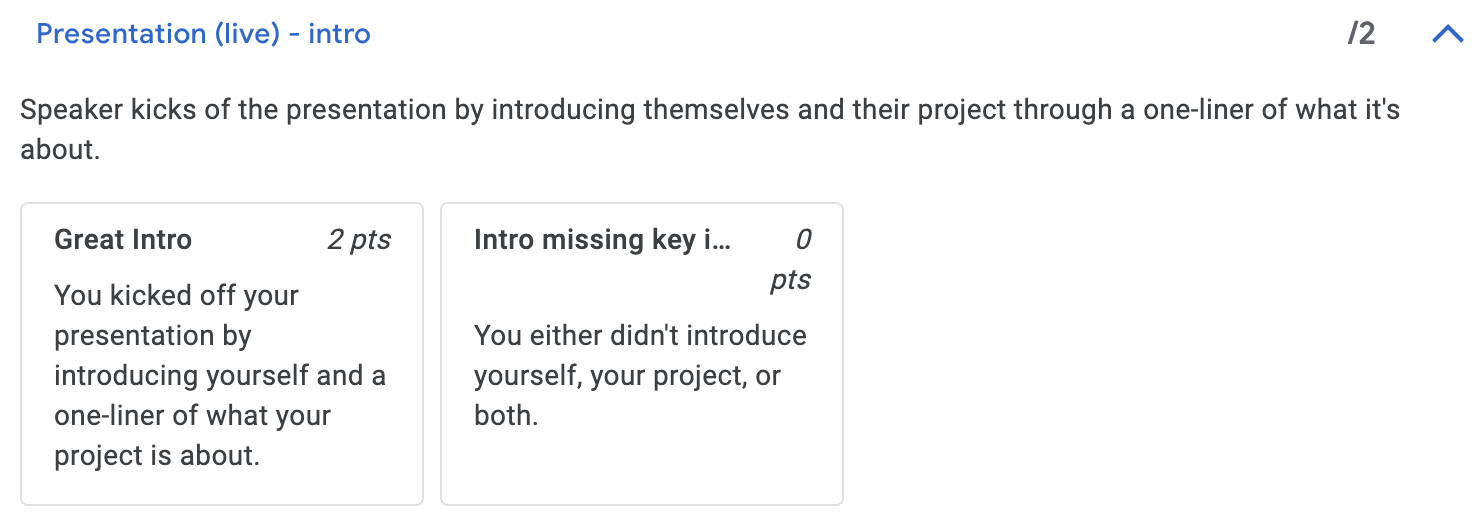 Presentation (live) - intro /2
Speaker kicks of the presentation by introducing themselves and their project through a one-liner of what it's
about.
Great Intro 2 pts
You kicked off your
presentation by
introducing yourself and a
one-liner of what your
project is about.
Intro missing key i... 0
pts
You either didn't introduce
yourself, your project, or
both.